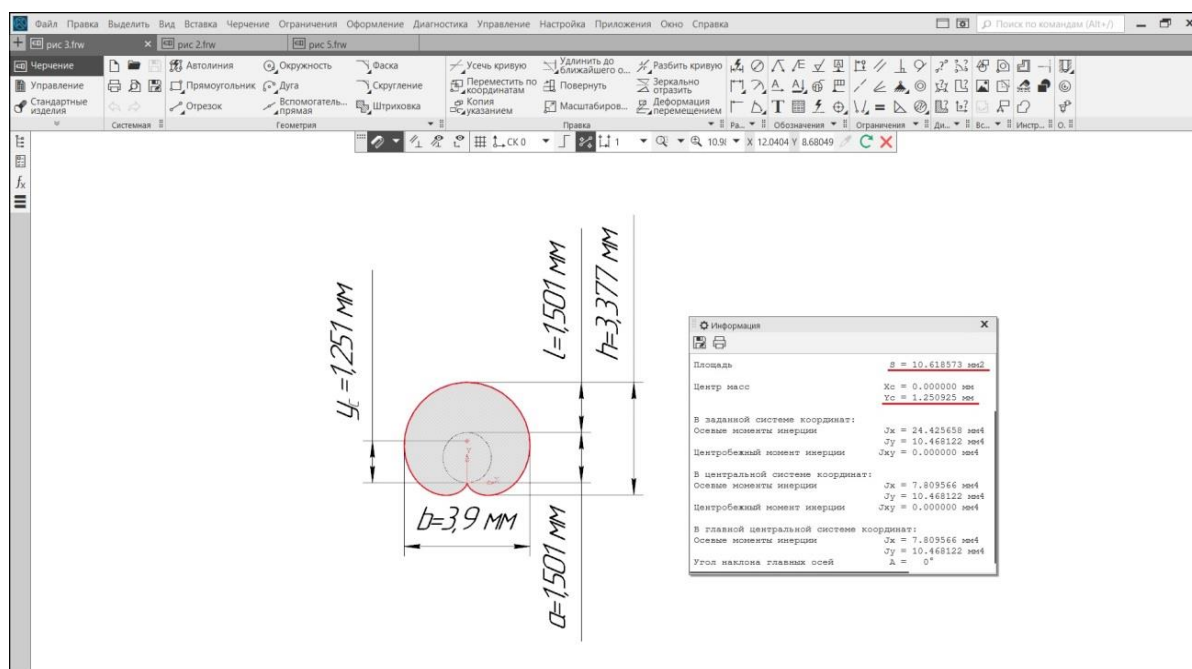 Файл Правка Выделить Вид Вставка Черчение Ограничения Оформление Диагностика Управление Настройка Приложения Окно Справка
Поиск по командам (Alt+/)
рис 3.frw
рис 2.frw
рис 5.frw
Черчение
Управление
Стандартные изделия
Системная
Автолиния
Прямоугольник
Отрезок
Окружность
Дуга
Вспомогатель... прямая
Фаска
Скругление
Штриховка
Геометрия
Усечь кривую
Переместить по координатам
Копия указанием
Удлинить до ближайшего о...
Повернуть
Масштабиров...
Разбить кривую
Зеркально отразить
Деформация перемещением
Правка
Ра...
Обозначения
Ограничения
Ди...
Вс...
Инстр...
О.
СК 0
1
X 12.0404 Y 8.68049
l=1,501 мм
h=3,377 мм
b=3,9 мм
a=1,501 мм
Информация
Площадь S = 10.618573 мм2
Центр масс Xc = 0.000000 мм
Yc = 1.250925 мм
В заданной системе координат:
Осевые моменты инерции Jx = 24.425658 мм4
Jy = 10.468122 мм4
Центробежный момент инерции Jxy = 0.000000 мм4
В центральной системе координат:
Осевые моменты инерции Jx = 7.809566 мм4
Jy = 10.468122 мм4
Центробежный момент инерции Jxy = 0.000000 мм4
В главной центральной системе координат:
Осевые моменты инерции Jx = 7.809566 мм4
Jy = 10.468122 мм4
Угол наклона главных осей A = 0°